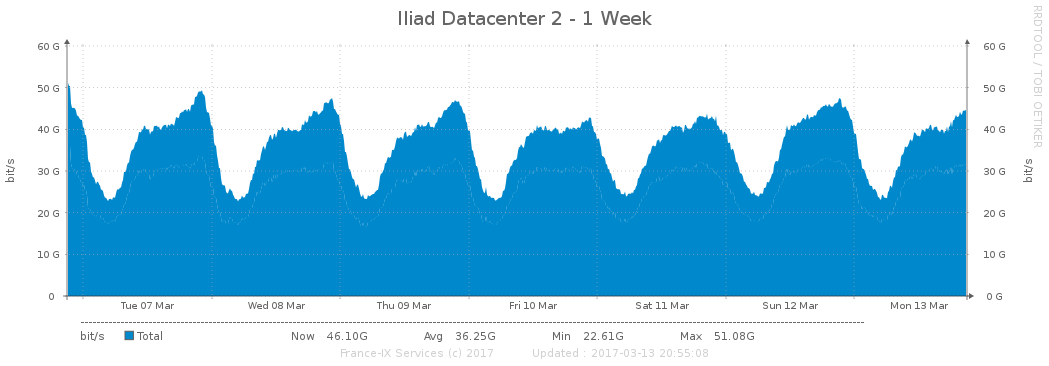 Iliad Datacenter 2 - 1 Week
RRDTOOL / TOBI OETIKER
60 G 60 G
50 G 50 G
40 G 40 G
30 G 30 G
20 G 20 G
10 G 10 G
0 0 G
bit/s bit/s
Tue 07 Mar Wed 08 Mar Thu 09 Mar Fri 10 Mar Sat 11 Mar Sun 12 Mar Mon 13 Mar
bit/s Total Now 46.10G Avg 36.25G Min 22.61G Max 51.08G
France-IX Services (c) 2017 Updated : 2017-03-13 20:55:08